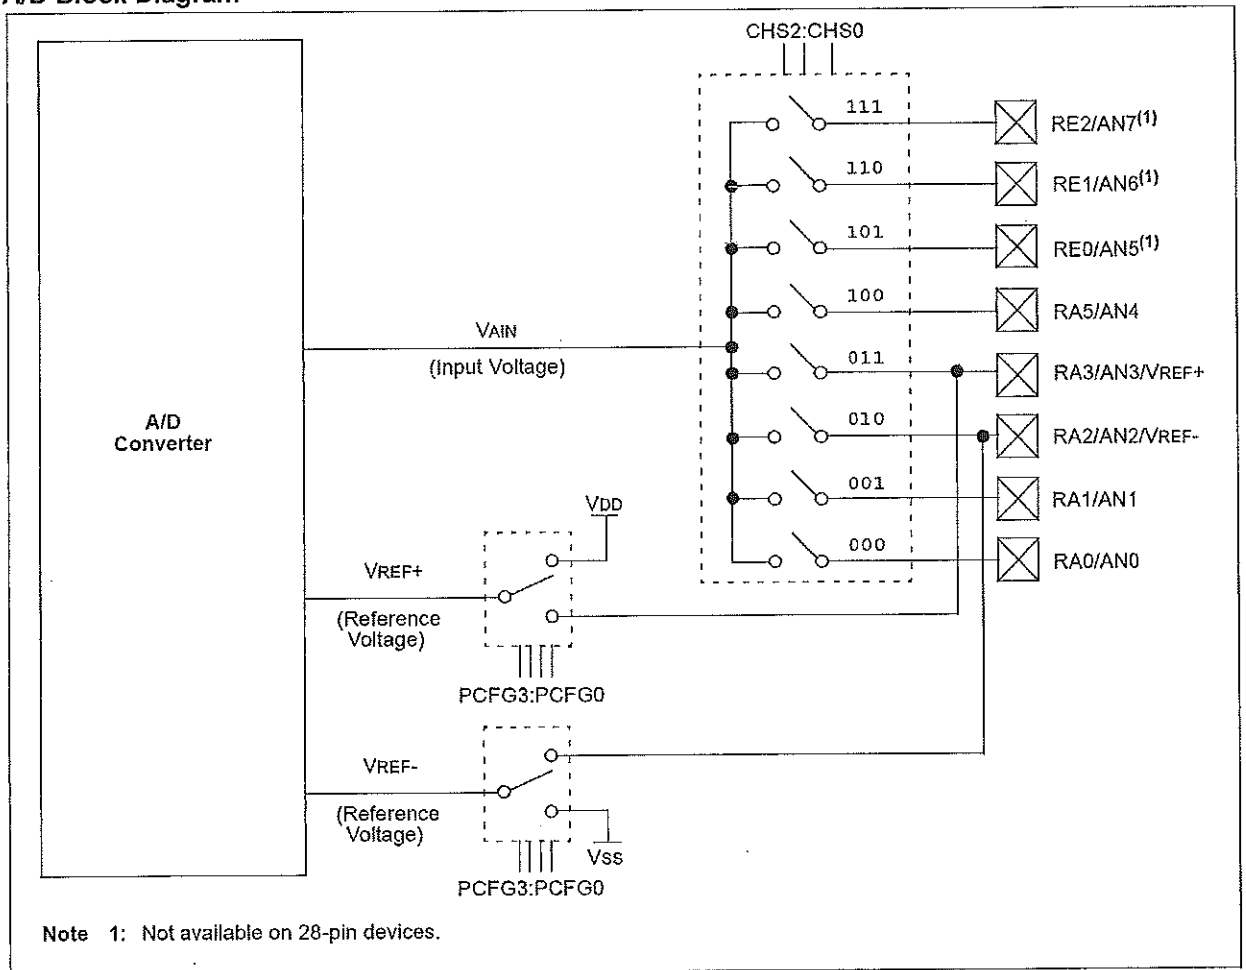 A/D Block Diagram
CHS2:CHS0
111
RE2/AN7(1)
110
RE1/AN6(1)
101
RE0/AN5(1)
100
RA5/AN4
VAIN
(Input Voltage)
011
RA3/AN3/VREF+
A/D
Converter
010
RA2/AN2/VREF-
001
RA1/AN1
VDD
000
RA0/AN0
VREF+
(Reference
Voltage)
PCFG3:PCFG0
VREF-
(Reference
Voltage)
VSS
PCFG3:PCFG0
Note 1: Not available on 28-pin devices.